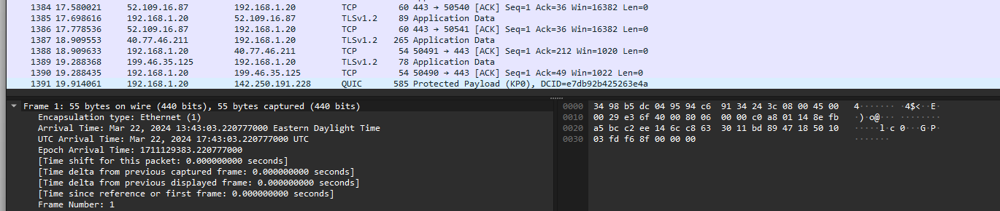 1384 17.580021 52.109.16.87 192.168.1.20 TCP 60 443 → 50540 [ACK] Seq=1 Ack=36 Win=16382 Len=0
1385 17.698616 192.168.1.20 52.109.16.87 TLSv1.2 89 Application Data
1386 17.778536 52.109.16.87 192.168.1.20 TCP 60 443 → 50541 [ACK] Seq=1 Ack=36 Win=16382 Len=0
1387 18.909553 40.77.46.211 192.168.1.20 TLSv1.2 265 Application Data
1388 18.909633 192.168.1.20 40.77.46.211 TCP 54 50491 → 443 [ACK] Seq=1 Ack=212 Win=1020 Len=0
1389 19.288368 199.46.35.125 192.168.1.20 TLSv1.2 78 Application Data
1390 19.288435 192.168.1.20 199.46.35.125 TCP 54 50490 → 443 [ACK] Seq=1 Ack=49 Win=1022 Len=0
1391 19.914061 192.168.1.20 142.250.191.228 QUIC 585 Protected Payload (KP0), DCID=e7db92b425263e4a
Frame 1: 55 bytes on wire (440 bits), 55 bytes captured (440 bits)
Encapsulation type: Ethernet (1)
Arrival Time: Mar 22, 2024 13:43:03.220777000 Eastern Daylight Time
UTC Arrival Time: Mar 22, 2024 17:43:03.220777000 UTC
Epoch Arrival Time: 1711129383.220777000
[Time shift for this packet: 0.000000000 seconds]
[Time delta from previous captured frame: 0.000000000 seconds]
[Time delta from previous displayed frame: 0.000000000 seconds]
[Time since reference or first frame: 0.000000000 seconds]
Frame Number: 1
0000 34 98 b5 dc 04 95 94 c6 91 34 24 3c 08 00 45 00 4······· ·4$<··E·
0010 00 29 e3 6f 40 00 80 06 00 00 c0 a8 01 14 8e fb ·)·o@··· ········
0020 a5 bc c2 ee 14 6c c8 63 30 11 bd 89 47 18 50 10 ·····l·c 0···G·P·
0030 03 fd f6 8f 00 00 00 ·······